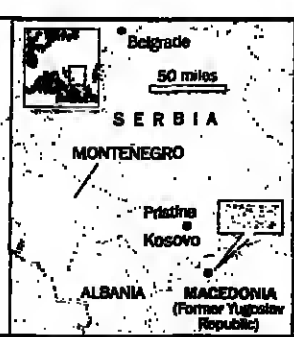 Belgrade
50 miles
SERBIA
MONTENEGRO
Pristina
Kosovo
ALBANIA
MACEDONIA
(Former Yugoslav
Republic)